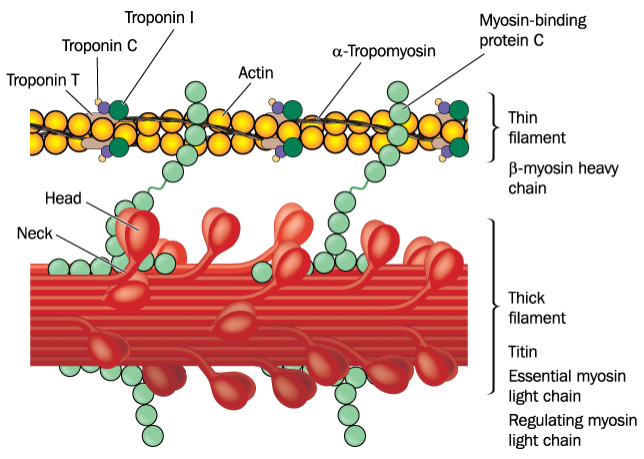 Troponin I
Troponin C
Troponin T
Actin
α-Tropomyosin
Myosin-binding
protein C
Thin
filament
β-myosin heavy
chain
Head
Neck
Thick
filament
Titin
Essential myosin
light chain
Regulating myosin
light chain